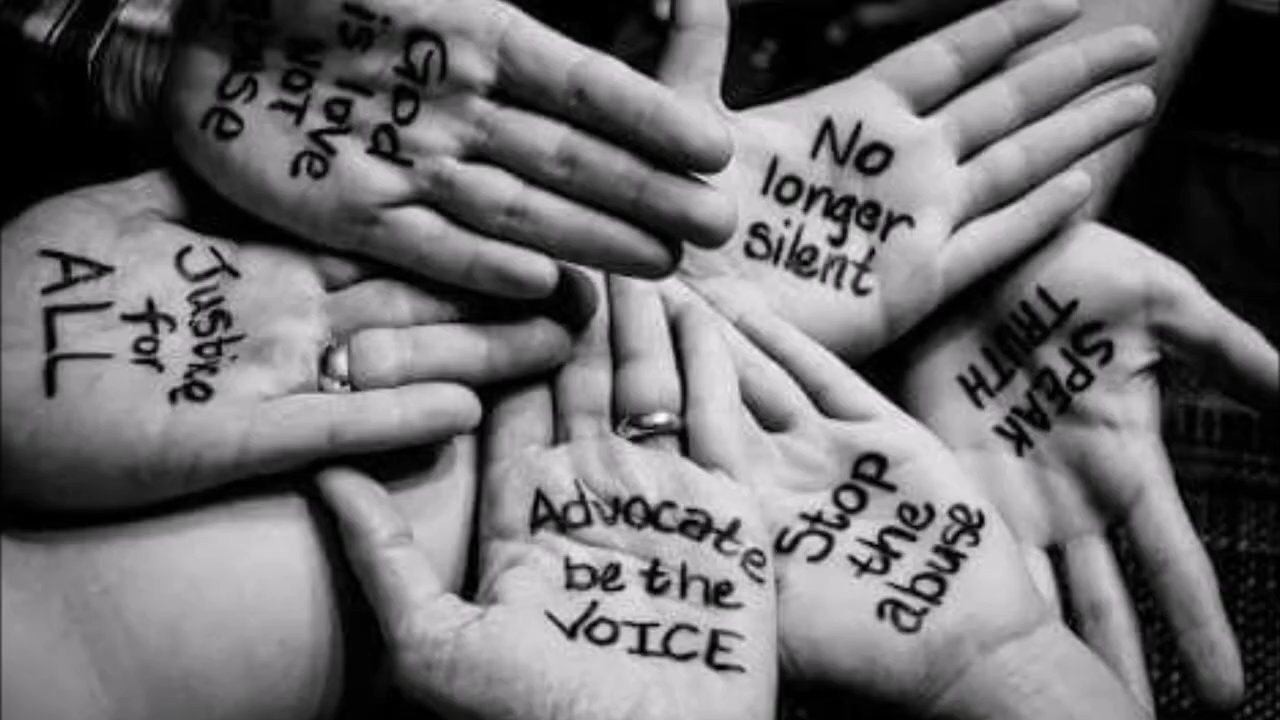 God
is love
NOT
No
longer
silent
Justice
for
ALL
SPEAK
TRUTH
Advocate
be the
VOICE
Stop
the
abuse